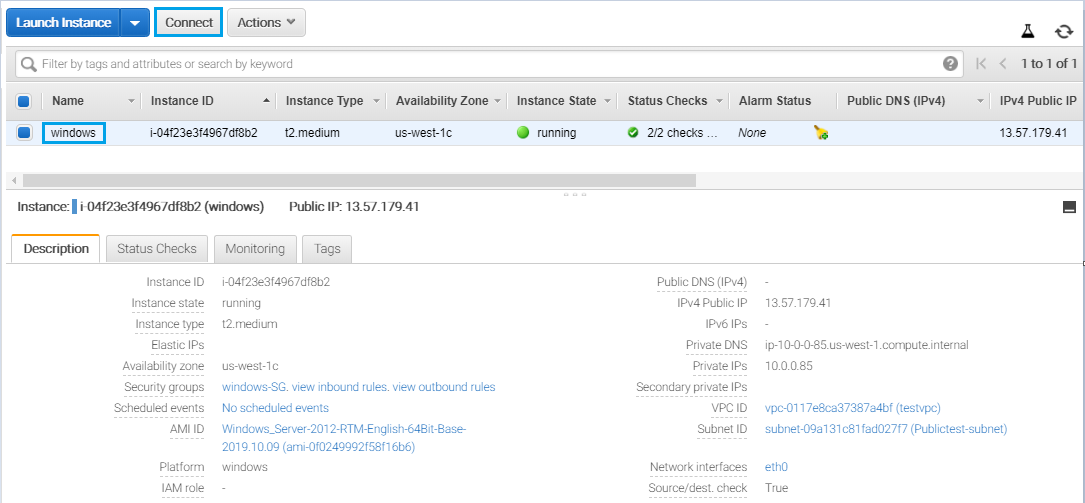 Launch Instance Connect Actions
Filter by tags and attributes or search by keyword 1 to 1 of 1
Name Instance ID Instance Type Availability Zone Instance State Status Checks Alarm Status Public DNS (IPv4) IPv4 Public IP
windows i-04f23e3f4967df8b2 t2.medium us-west-1c running 2/2 checks ... None 13.57.179.41
Instance: i-04f23e3f4967df8b2 (windows) Public IP: 13.57.179.41
Description Status Checks Monitoring Tags
Instance ID i-04f23e3f4967df8b2 Public DNS (IPv4) -
Instance state running IPv4 Public IP 13.57.179.41
Instance type t2.medium IPv6 IPs -
Elastic IPs Private DNS ip-10-0-0-85.us-west-1.compute.internal
Availability zone us-west-1c Private IPs 10.0.0.85
Security groups windows-SG. view inbound rules. view outbound rules Secondary private IPs
Scheduled events No scheduled events VPC ID vpc-0117e8ca37387a4bf (testvpc)
AMI ID Windows_Server-2012-RTM-English-64Bit-Base- Subnet ID subnet-09a131c81fad027f7 (Publictest-subnet)
2019.10.09 (ami-0f0249992f58f16b6)
Platform windows Network interfaces eth0
IAM role - Source/dest. check True